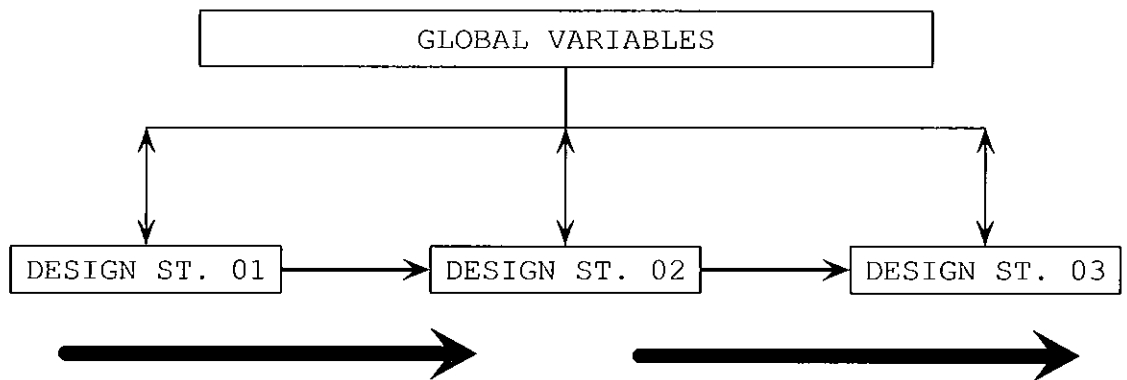 GLOBAL VARIABLES
DESIGN ST. 01
DESIGN ST. 02
DESIGN ST. 03